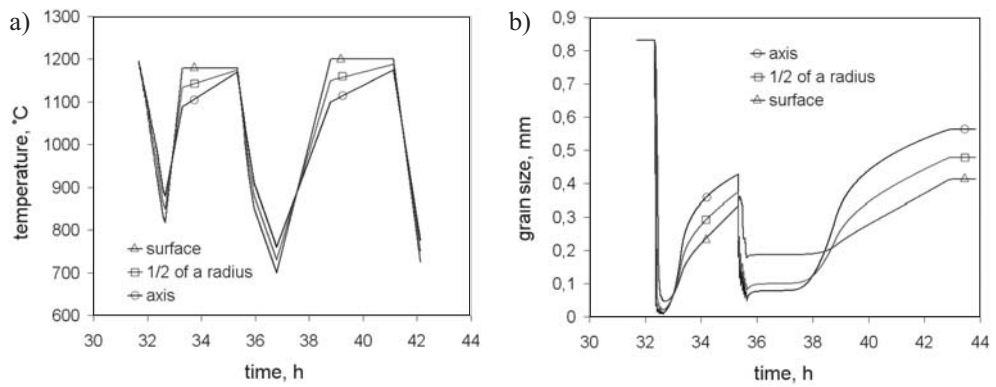 a)
1300
1200
1100
1000
900
800
700
600
temperature, °C
surface
1/2 of a radius
axis
30 32 34 36 38 40 42 44
time, h
b)
0,9
0,8
0,7
0,6
0,5
0,4
0,3
0,2
0,1
0
grain size, mm
axis
1/2 of a radius
surface
30 32 34 36 38 40 42 44
time, h